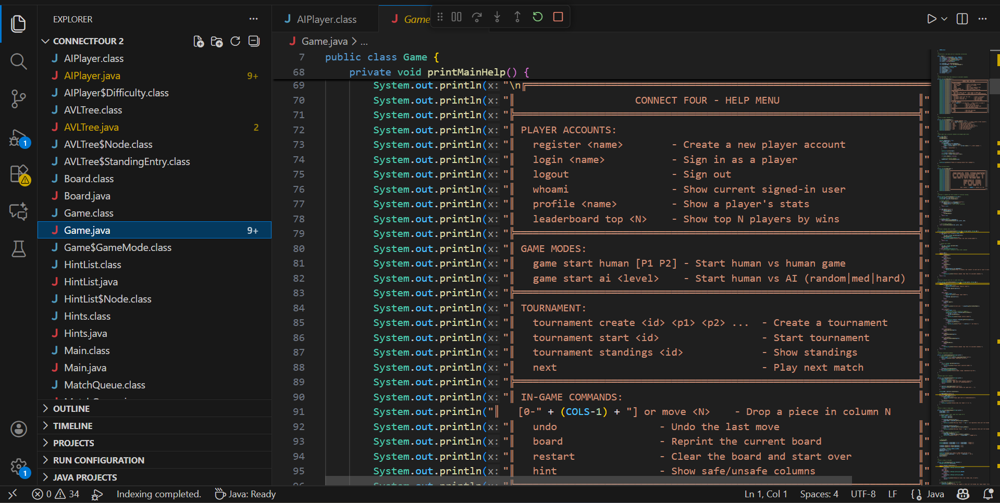 EXPLORER
CONNECTFOUR 2
AIPlayer.class
AIPlayer.java 9+
AIPlayer$Difficulty.class
AVLTree.class
AVLTree.java 2
AVLTree$Node.class
AVLTree$StandingEntry.class
Board.class
Board.java
Game.class
Game.java 9+
Game$GameMode.class
HintList.class
HintList.java
HintList$Node.class
Hints.class
Hints.java
Main.class
Main.java
MatchQueue.class
OUTLINE
TIMELINE
PROJECTS
RUN CONFIGURATION
JAVA PROJECTS
1
1
AIPlayer.class
Game
Game.java > ...
7 public class Game {
68 private void printMainHelp() {
69 System.out.println(x: "\n╔═══════════════════════════════════════════════════════════════════
70 System.out.println(x: "║ CONNECT FOUR - HELP MENU ║"
71 System.out.println(x: "╠═══════════════════════════════════════════════════════════════════╣"
72 System.out.println(x: "║ PLAYER ACCOUNTS: ║"
73 System.out.println(x: "║ register <name> - Create a new player account ║"
74 System.out.println(x: "║ login <name> - Sign in as a player ║"
75 System.out.println(x: "║ logout - Sign out ║"
76 System.out.println(x: "║ whoami - Show current signed-in user ║"
77 System.out.println(x: "║ profile <name> - Show a player's stats ║"
78 System.out.println(x: "║ leaderboard top <N> - Show top N players by wins ║"
79 System.out.println(x: "╠═══════════════════════════════════════════════════════════════════╣"
80 System.out.println(x: "║ GAME MODES: ║"
81 System.out.println(x: "║ game start human [P1 P2] - Start human vs human game ║"
82 System.out.println(x: "║ game start ai <level> - Start human vs AI (random|med|hard) ║"
83 System.out.println(x: "╠═══════════════════════════════════════════════════════════════════╣"
84 System.out.println(x: "║ TOURNAMENT: ║"
85 System.out.println(x: "║ tournament create <id> <p1> <p2> ... - Create a tournament ║"
86 System.out.println(x: "║ tournament start <id> - Start tournament ║"
87 System.out.println(x: "║ tournament standings <id> - Show standings ║"
88 System.out.println(x: "║ next - Play next match ║"
89 System.out.println(x: "╠═══════════════════════════════════════════════════════════════════╣"
90 System.out.println(x: "║ IN-GAME COMMANDS: ║"
91 System.out.println("║ [0-" + (COLS-1) + "] or move <N> - Drop a piece in column N
92 System.out.println(x: "║ undo - Undo the last move ║"
93 System.out.println(x: "║ board - Reprint the current board ║"
94 System.out.println(x: "║ restart - Clear the board and start over ║"
95 System.out.println(x: "║ hint - Show safe/unsafe columns ║"
0 34 Indexing completed. Java: Ready Ln 1, Col 1 Spaces: 4 UTF-8 LF Java